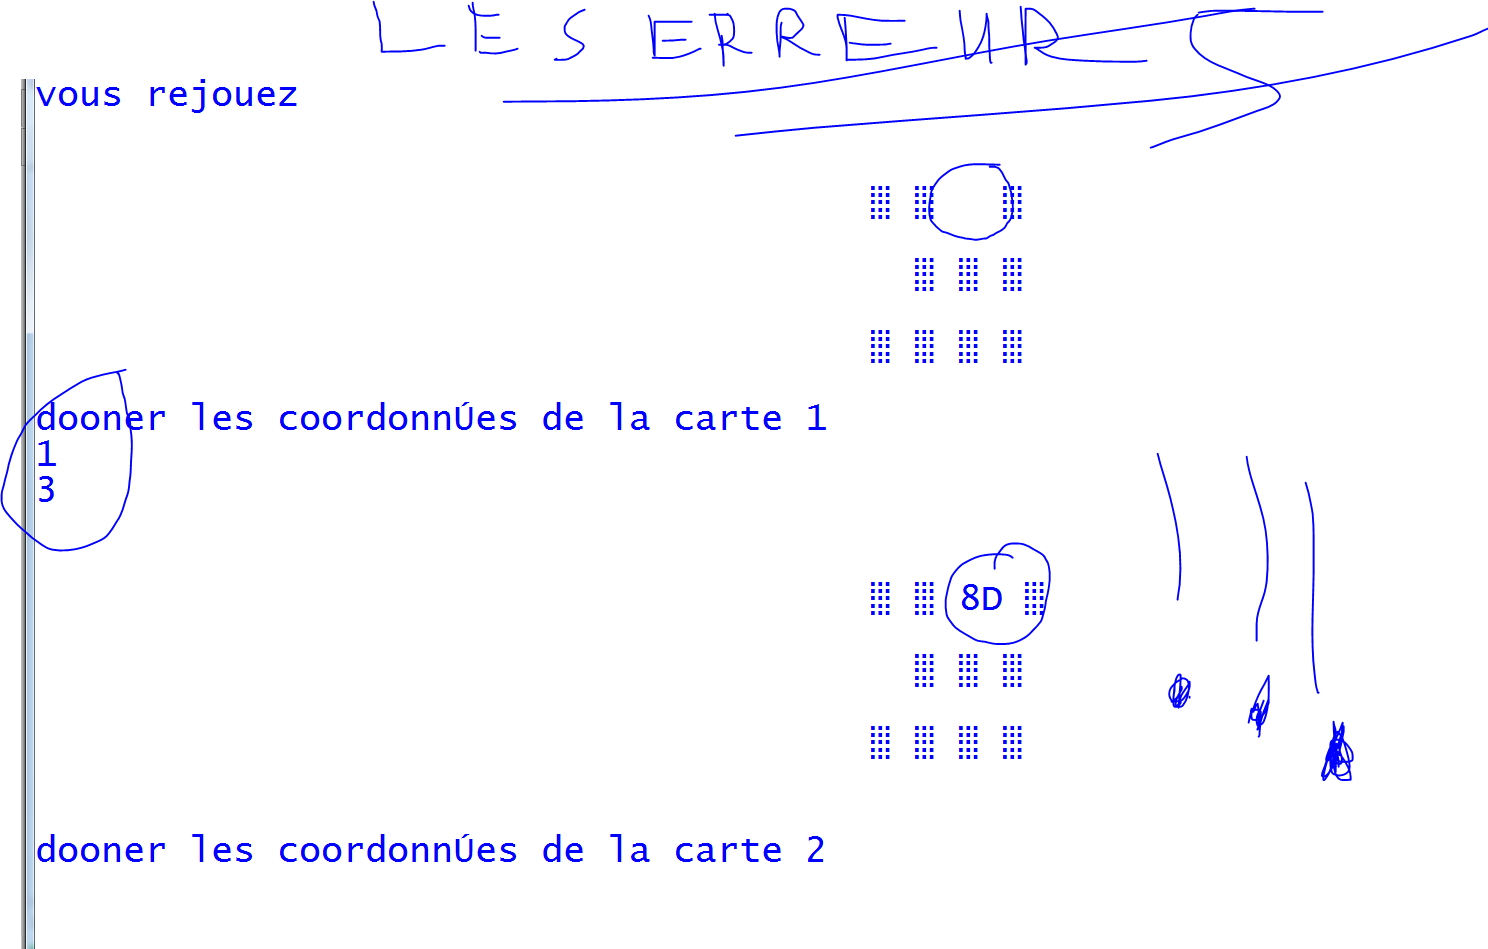 LES ERREURS
vous rejouez
░ ░   ░
░ ░ ░
░ ░ ░ ░
dooner les coordonnÚes de la carte 1
1
3
░ ░ 8D ░
░ ░ ░
░ ░ ░ ░
dooner les coordonnÚes de la carte 2